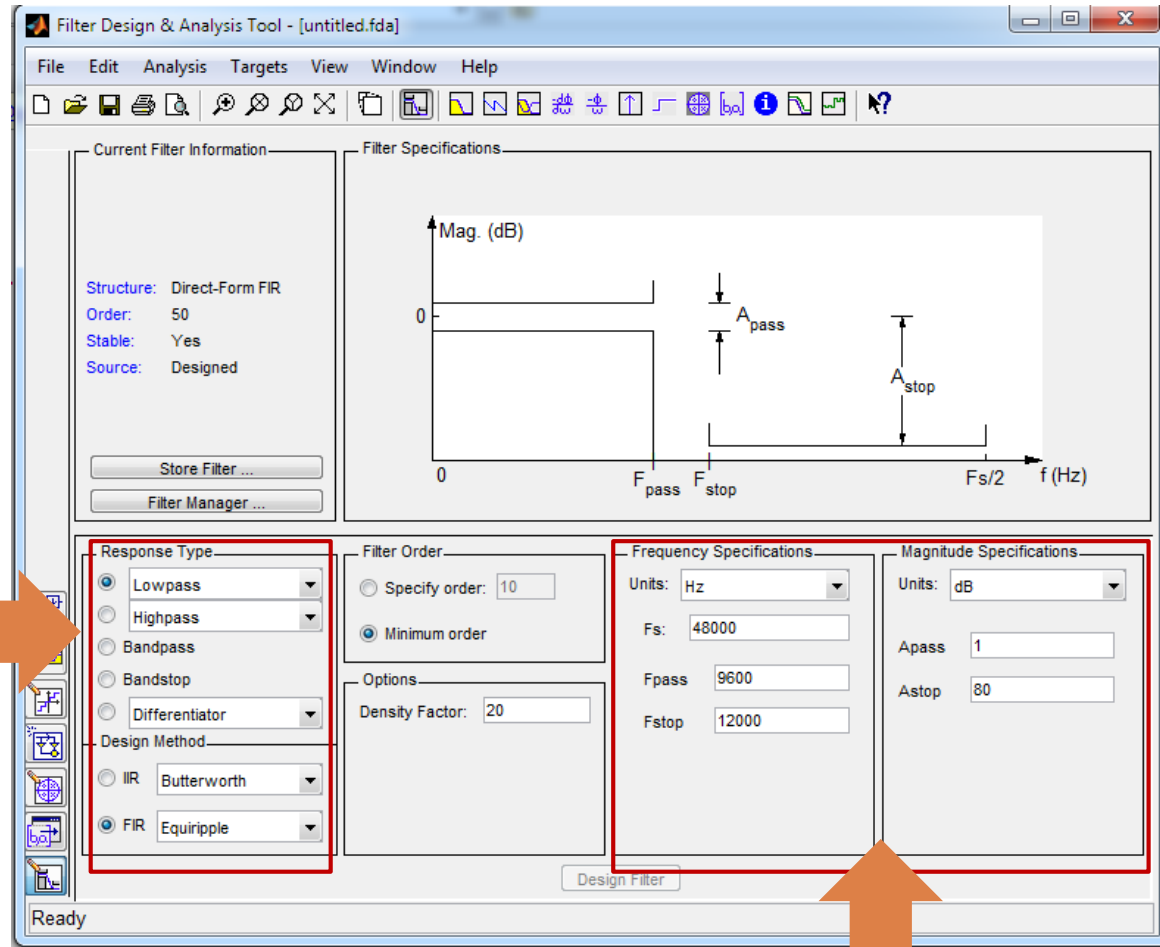 Filter Design & Analysis Tool - [untitled.fda]
File Edit Analysis Targets View Window Help
Current Filter Information
Structure: Direct-Form FIR
Order: 50
Stable: Yes
Source: Designed
Store Filter ...
Filter Manager ...
Filter Specifications
Mag. (dB)
0
Apass
Astop
0
Fpass
Fstop
Fs/2
f (Hz)
Response Type
Lowpass
Highpass
Bandpass
Bandstop
Differentiator
Design Method
IIR Butterworth
FIR Equiripple
Filter Order
Specify order: 10
Minimum order
Options
Density Factor: 20
Frequency Specifications
Units: Hz
Fs: 48000
Fpass 9600
Fstop 12000
Magnitude Specifications
Units: dB
Apass 1
Astop 80
Design Filter
Ready